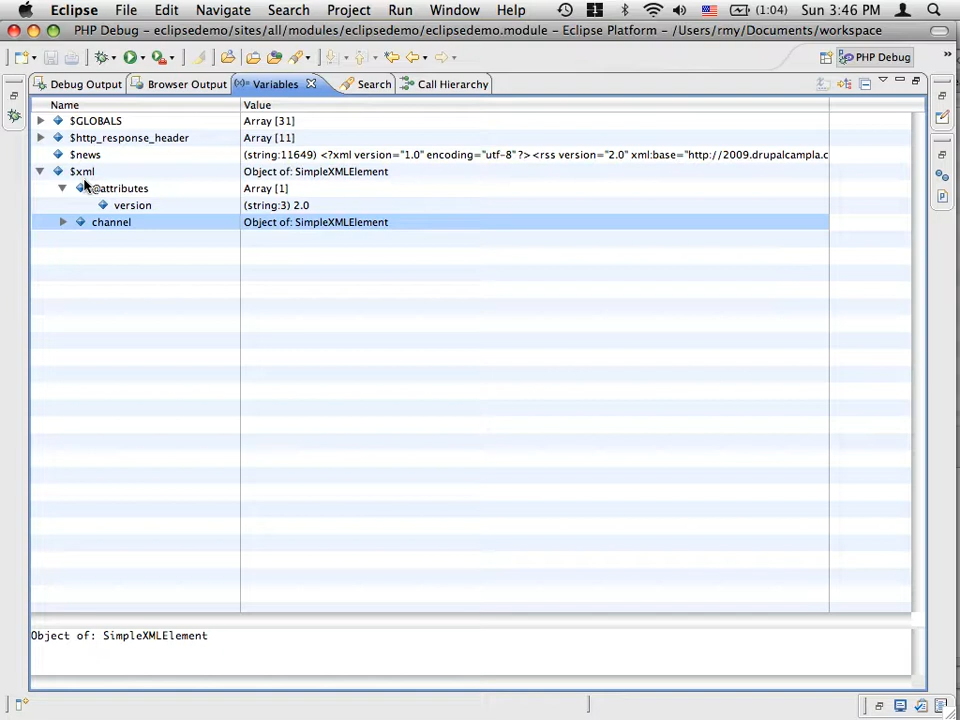 Eclipse File Edit Navigate Search Project Run Window Help (1:04) Sun 3:46 PM
PHP Debug – eclipsedemo/sites/all/modules/eclipsedemo/eclipsedemo.module – Eclipse Platform – /Users/rmy/Documents/workspace
PHP Debug »
Debug Output Browser Output (x)= Variables Search Call Hierarchy
Name Value
$GLOBALS Array [31]
$http_response_header Array [11]
$news (string:11649) <?xml version="1.0" encoding="utf-8" ?><rss version="2.0" xml:base="http://2009.drupalcampla.c
$xml Object of: SimpleXMLElement
@attributes Array [1]
version (string:3) 2.0
channel Object of: SimpleXMLElement
Object of: SimpleXMLElement